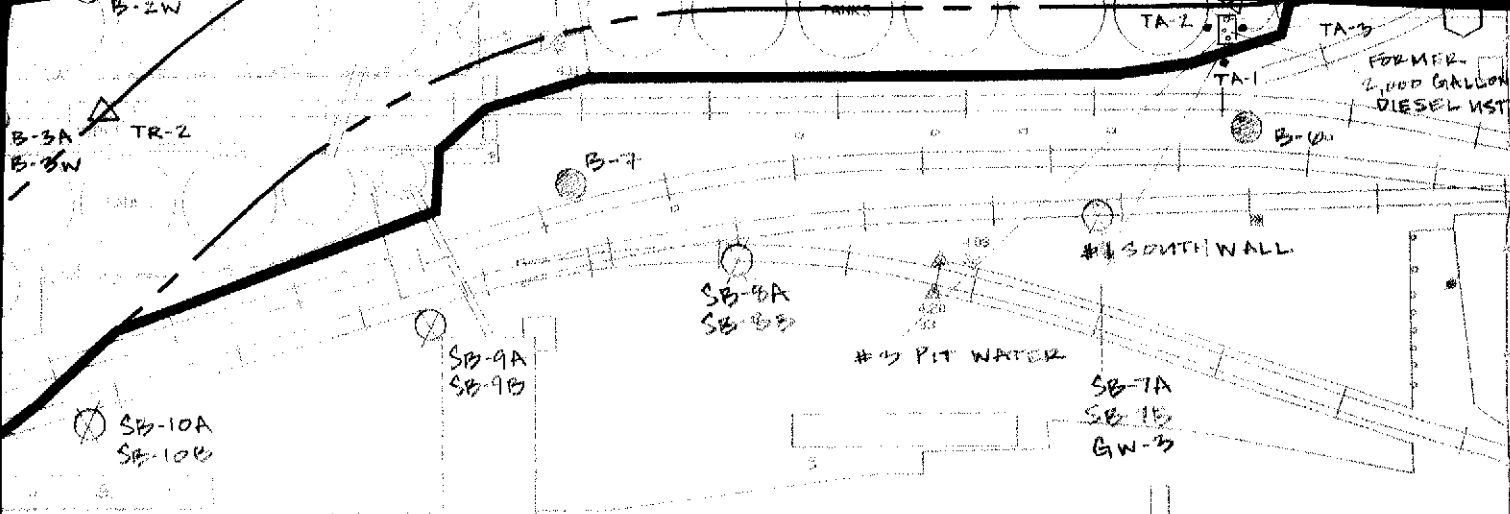 B-2W
TANKS
TA-2
TA-3
FORMER
2,000 GALLON
DIESEL UST
TA-1
B-3A
B-3W
TR-2
B-7
B-6
#1 SOUTH WALL
SB-8A
SB-8B
#3 PIT WATER
SB-9A
SB-9B
SB-7A
SB-7B
GW-3
SB-10A
SB-10B